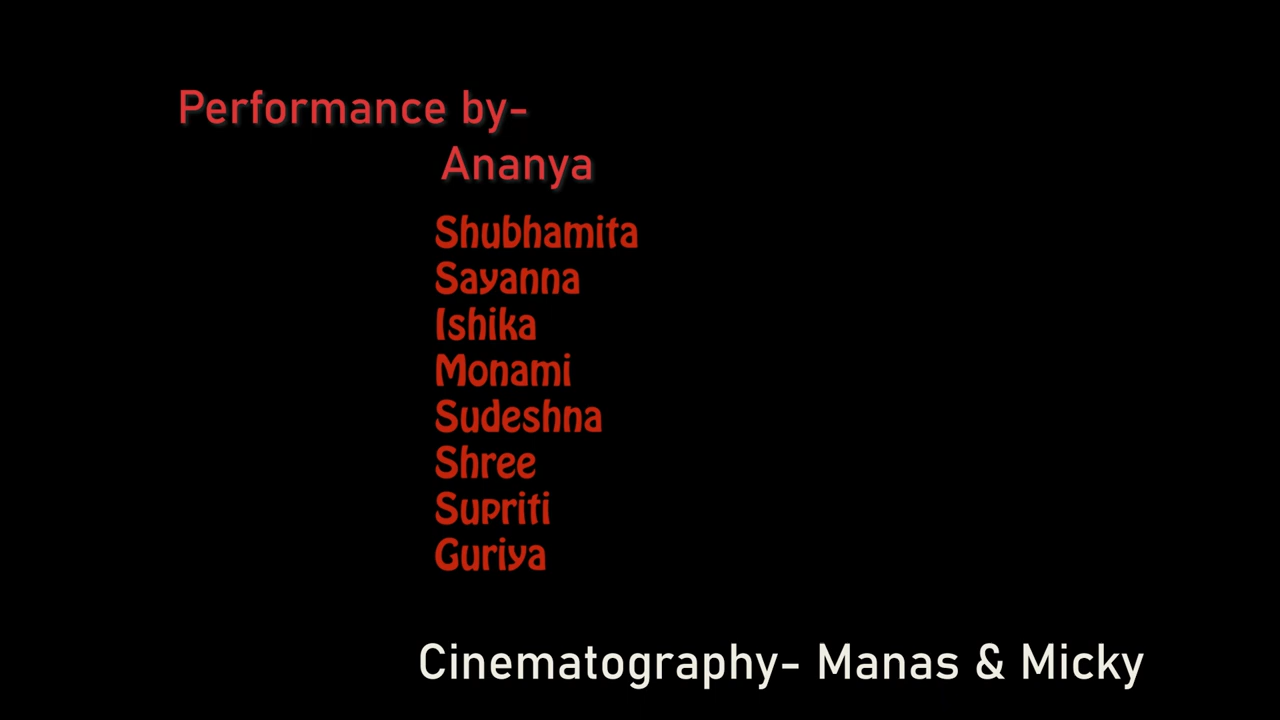 Performance by-
Ananya
Shubhamita
Sayanna
Ishika
Monami
Sudeshna
Shree
Supriti
Guriya
Cinematography- Manas & Micky